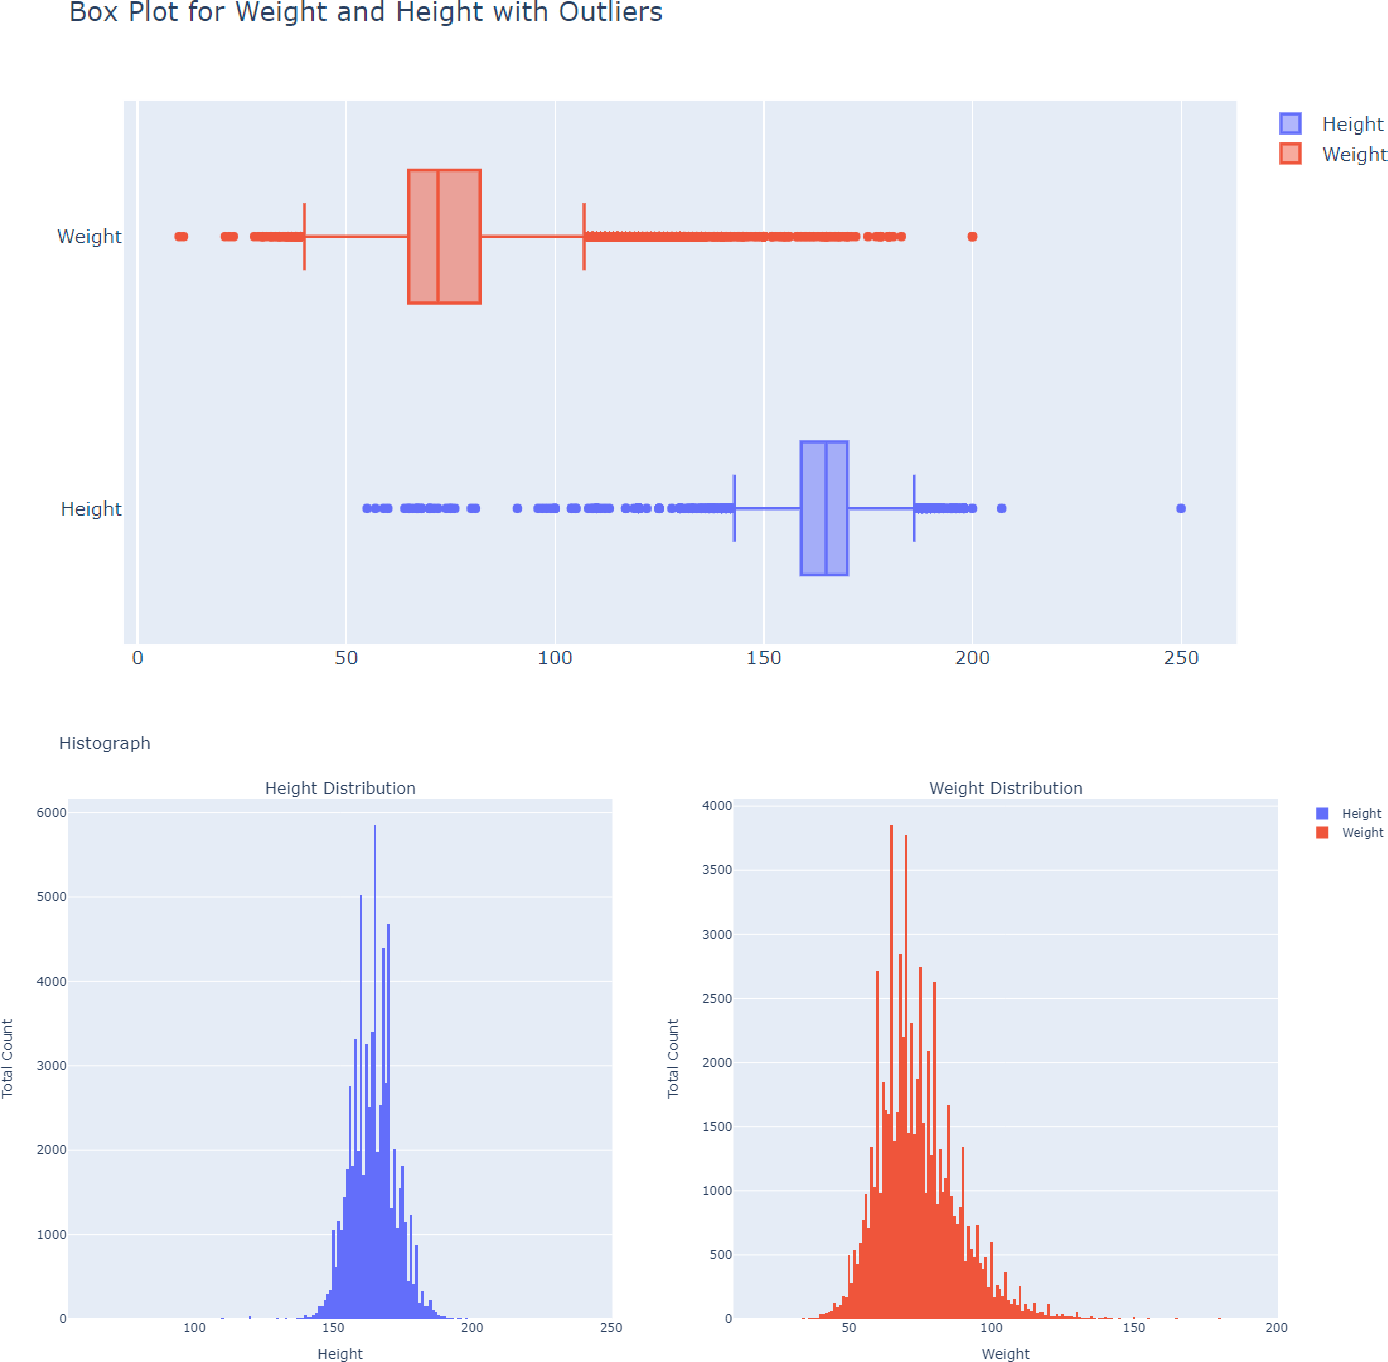 Box Plot for Weight and Height with Outliers
Height
Weight
Weight
Height
0 50 100 150 200 250
Histograph
Height Distribution
6000
5000
4000
3000
2000
1000
0
Total Count
100 150 200 250
Height
Weight Distribution
4000
3500
3000
2500
2000
1500
1000
500
0
Total Count
50 100 150 200
Weight
Height
Weight